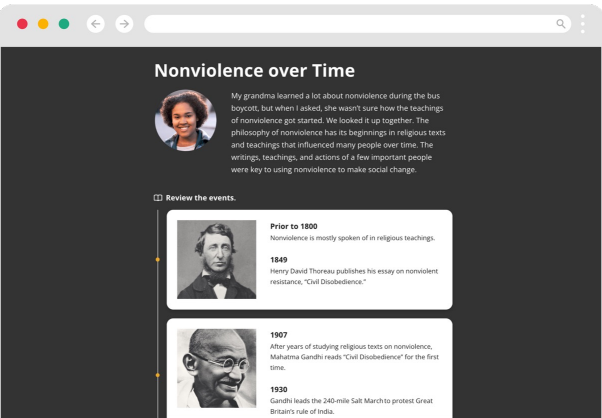 Nonviolence over Time
My grandma learned a lot about nonviolence during the bus
boycott, but when I asked, she wasn't sure how the teachings
of nonviolence got started. We looked it up together. The
philosophy of nonviolence has its beginnings in religious texts
and teachings that influenced many people over time. The
writings, teachings, and actions of a few important people
were key to using nonviolence to make social change.
Review the events.
Prior to 1800
Nonviolence is mostly spoken of in religious teachings.
1849
Henry David Thoreau publishes his essay on nonviolent
resistance, “Civil Disobedience.”
1907
After years of studying religious texts on nonviolence,
Mahatma Gandhi reads “Civil Disobedience” for the first
time.
1930
Gandhi leads the 240-mile Salt March to protest Great
Britain's rule of India.